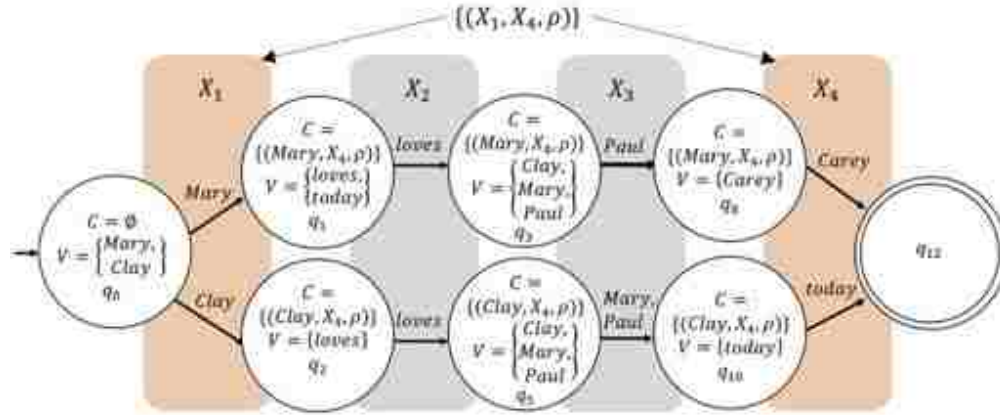 {(X₁, X₄, ρ)}
X₁
X₂
X₃
X₄
C = ∅
V = {Mary, Clay}
q₀
Mary
Clay
C =
{(Mary, X₄, ρ)}
V = {loves, today}
q₁
loves
C =
{(Mary, X₄, ρ)}
V = {Clay, Mary, Paul}
q₃
Paul
C =
{(Mary, X₄, ρ)}
V = {Carey}
Carey
C =
{(Clay, X₄, ρ)}
V = {loves}
q₂
loves
C =
{(Clay, X₄, ρ)}
V = {Clay, Mary, Paul}
q₅
Mary,
Paul
C =
{(Clay, X₄, ρ)}
V = {today}
q₁₀
today
q₁₂